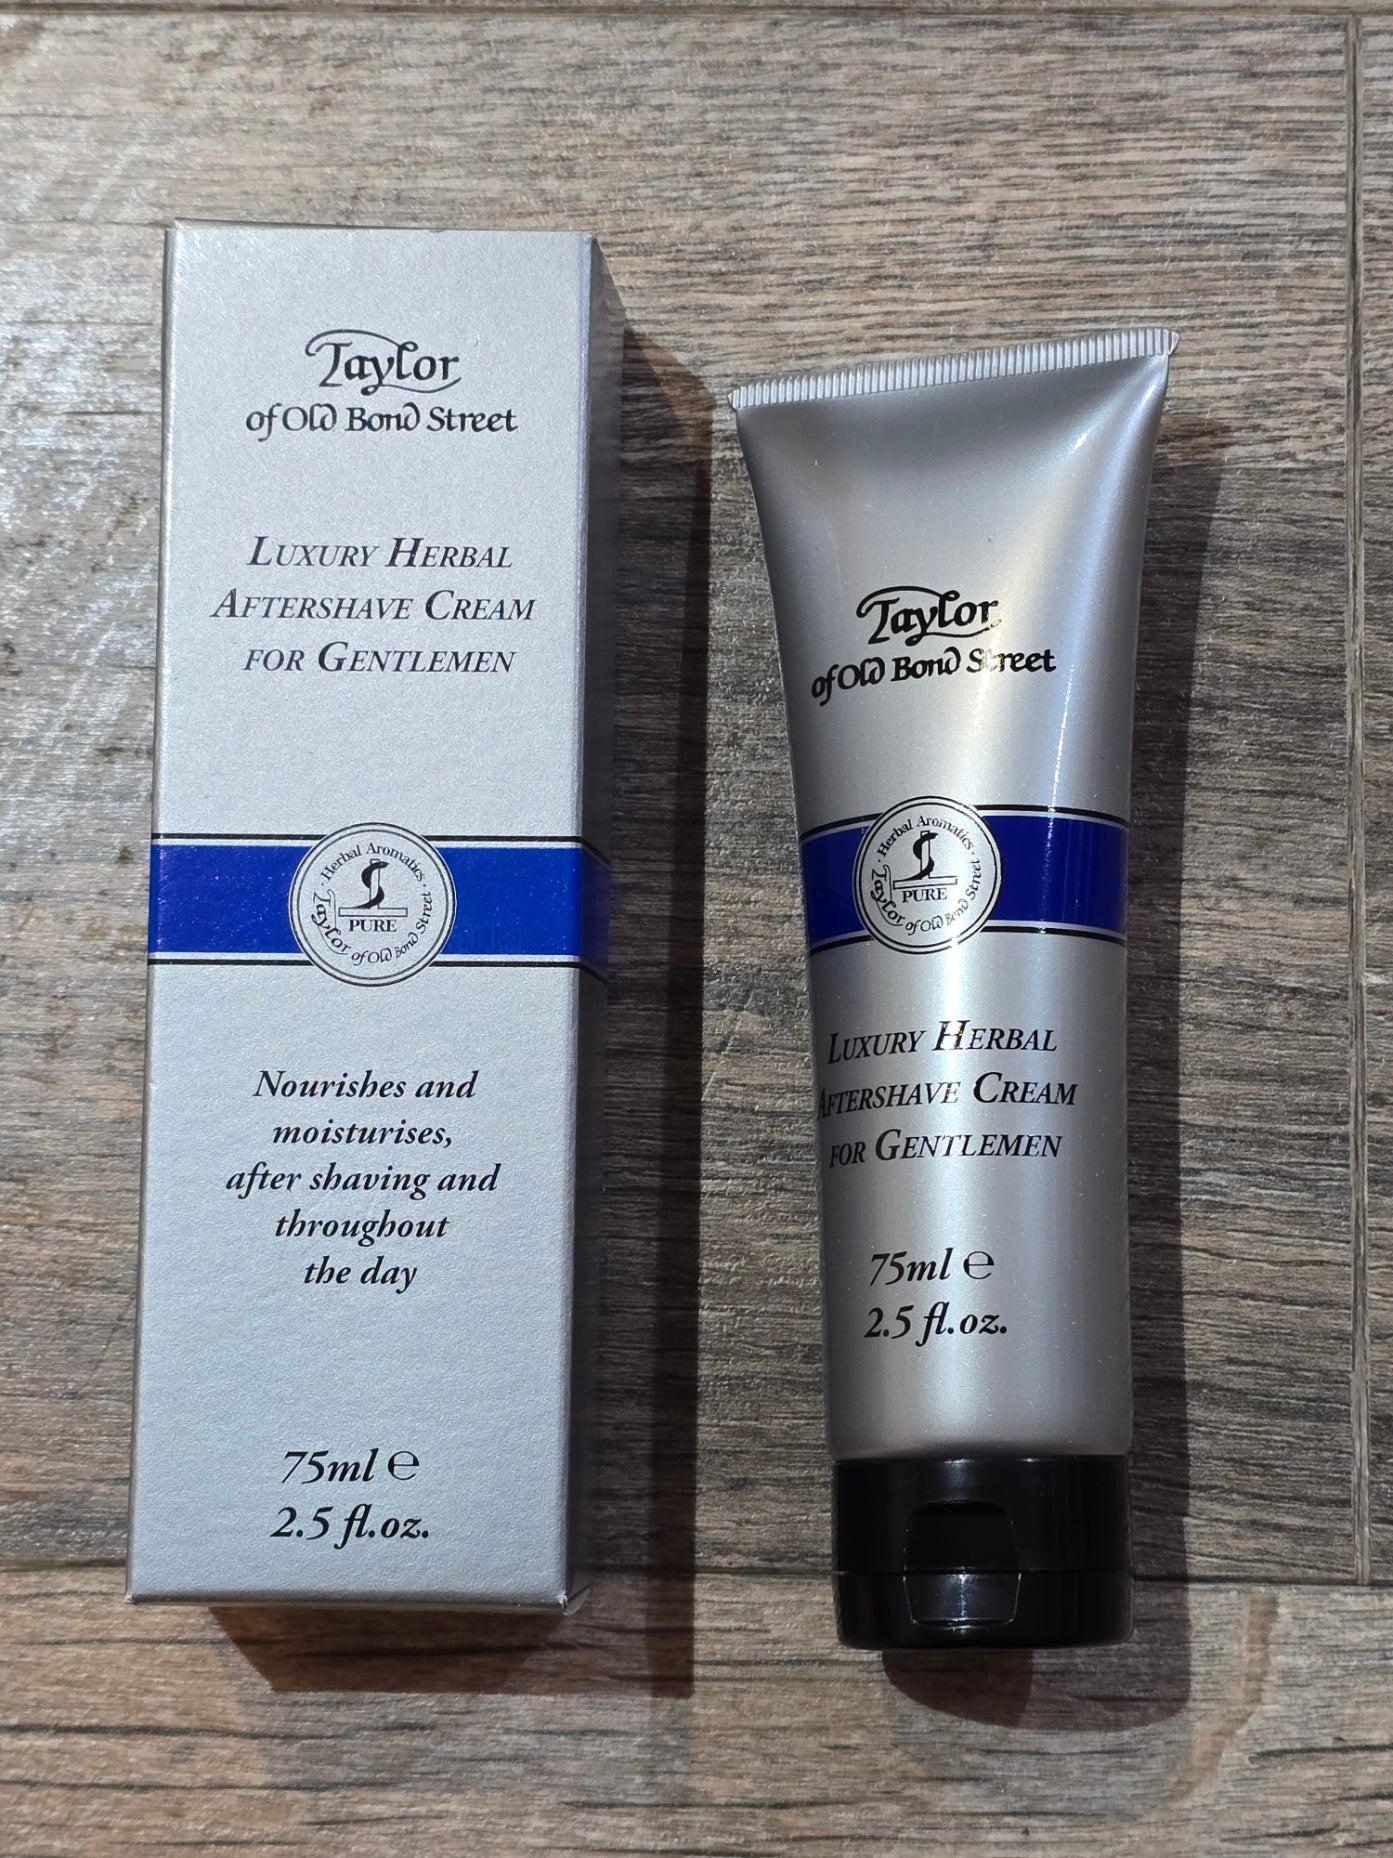 Taylor
of Old Bond Street
LUXURY HERBAL
AFTERSHAVE CREAM
FOR GENTLEMEN
· Herbal Aromatics ·
PURE
Taylor of Old Bond Street
Nourishes and
moisturises,
after shaving and
throughout
the day
75ml ℮
2.5 fl.oz.
Taylor
of Old Bond Street
· Herbal Aromatics ·
PURE
Taylor of Old Bond Street
LUXURY HERBAL
AFTERSHAVE CREAM
FOR GENTLEMEN
75ml ℮
2.5 fl.oz.